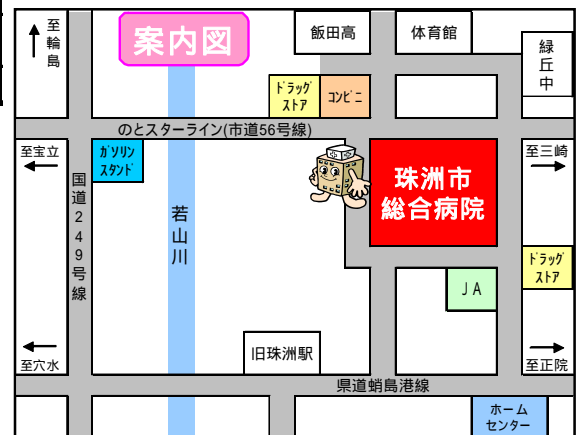 至輪島
案内図
飯田高
体育館
緑丘中
ドラッグ
ストア
コンビニ
のとスターライン(市道56号線)
至宝立
ガソリン
スタンド
至三崎
珠洲市
総合病院
国道249号線
若山川
ドラッグ
ストア
JA
旧珠洲駅
至穴水
至正院
県道蛸島港線
ホーム
センター